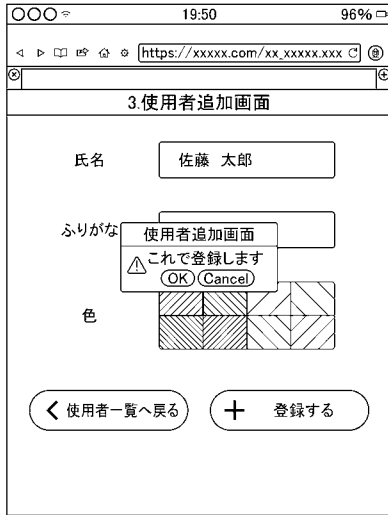 19:50
96%
https://xxxxx.com/xx_xxxxx.xxx
3.使用者追加画面
氏名
佐藤 太郎
ふりがな
使用者追加画面
これで登録します
OK Cancel
色
使用者一覧へ戻る
登録する